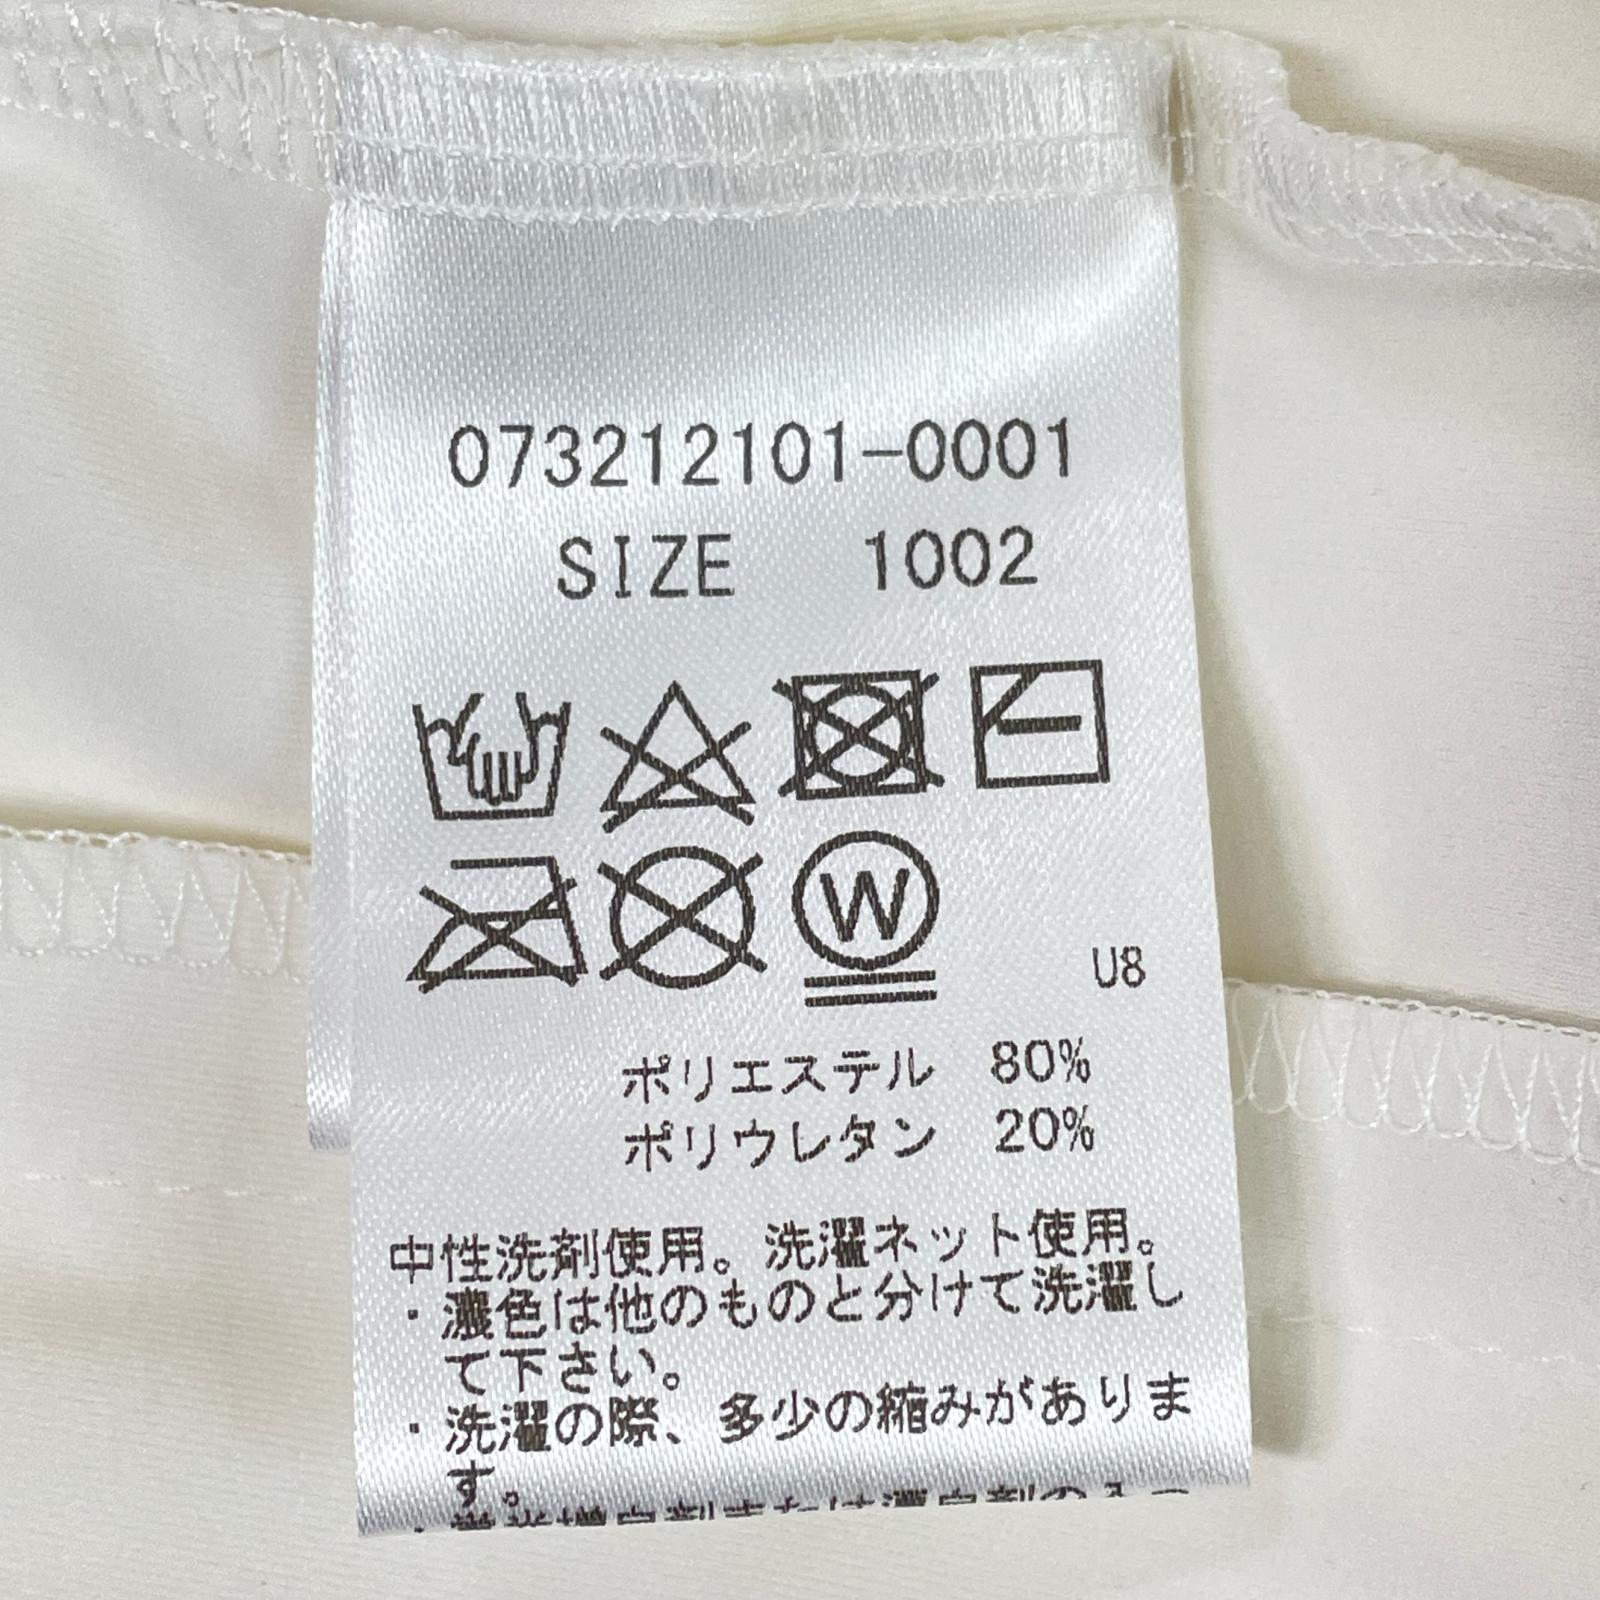 073212101-0001
SIZE 1002
W
U8
ポリエステル 80%
ポリウレタン 20%
中性洗剤使用。洗濯ネット使用。
・濃色は他のものと分けて洗濯し
て下さい。
・洗濯の際、多少の縮みがありま
す。